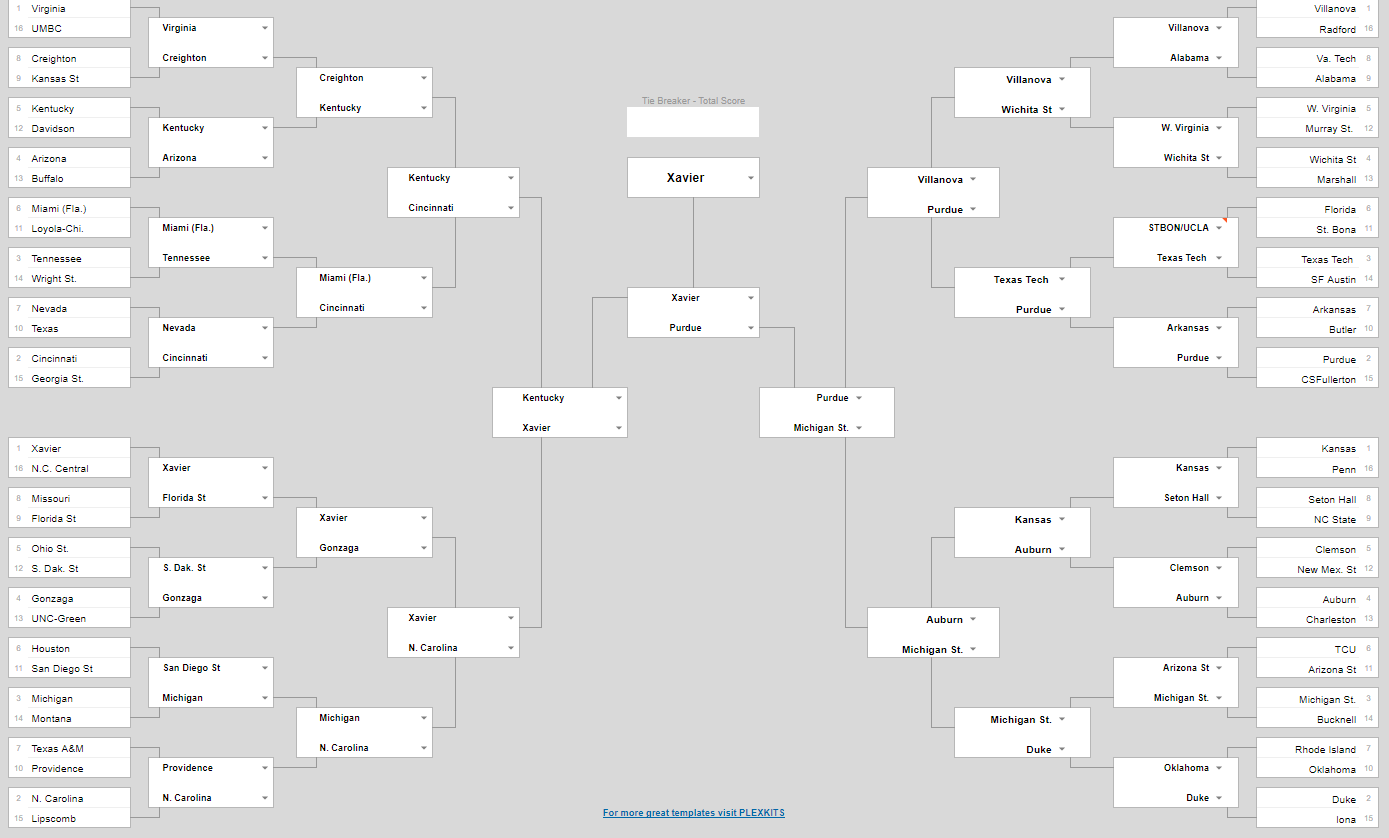 1 Virginia
16 UMBC
8 Creighton
9 Kansas St
5 Kentucky
12 Davidson
4 Arizona
13 Buffalo
6 Miami (Fla.)
11 Loyola-Chi.
3 Tennessee
14 Wright St.
7 Nevada
10 Texas
2 Cincinnati
15 Georgia St.
1 Xavier
16 N.C. Central
8 Missouri
9 Florida St
5 Ohio St.
12 S. Dak. St
4 Gonzaga
13 UNC-Green
6 Houston
11 San Diego St
3 Michigan
14 Montana
7 Texas A&M
10 Providence
2 N. Carolina
15 Lipscomb
Virginia
Creighton
Kentucky
Arizona
Miami (Fla.)
Tennessee
Nevada
Cincinnati
Xavier
Florida St
S. Dak. St
Gonzaga
San Diego St
Michigan
Providence
N. Carolina
Creighton
Kentucky
Miami (Fla.)
Cincinnati
Xavier
Gonzaga
Michigan
N. Carolina
Kentucky
Cincinnati
Xavier
N. Carolina
Kentucky
Xavier
Tie Breaker - Total Score
Xavier
Xavier
Purdue
For more great templates visit PLEXKITS
Purdue
Michigan St.
Villanova
Purdue
Auburn
Michigan St.
Villanova
Wichita St
Texas Tech
Purdue
Kansas
Auburn
Michigan St.
Duke
Villanova
Alabama
W. Virginia
Wichita St
STBON/UCLA
Texas Tech
Arkansas
Purdue
Kansas
Seton Hall
Clemson
Auburn
Arizona St
Michigan St.
Oklahoma
Duke
Villanova 1
Radford 16
Va. Tech 8
Alabama 9
W. Virginia 5
Murray St. 12
Wichita St 4
Marshall 13
Florida 6
St. Bona 11
Texas Tech 3
SF Austin 14
Arkansas 7
Butler 10
Purdue 2
CSFullerton 15
Kansas 1
Penn 16
Seton Hall 8
NC State 9
Clemson 5
New Mex. St 12
Auburn 4
Charleston 13
TCU 6
Arizona St 11
Michigan St. 3
Bucknell 14
Rhode Island 7
Oklahoma 10
Duke 2
Iona 15